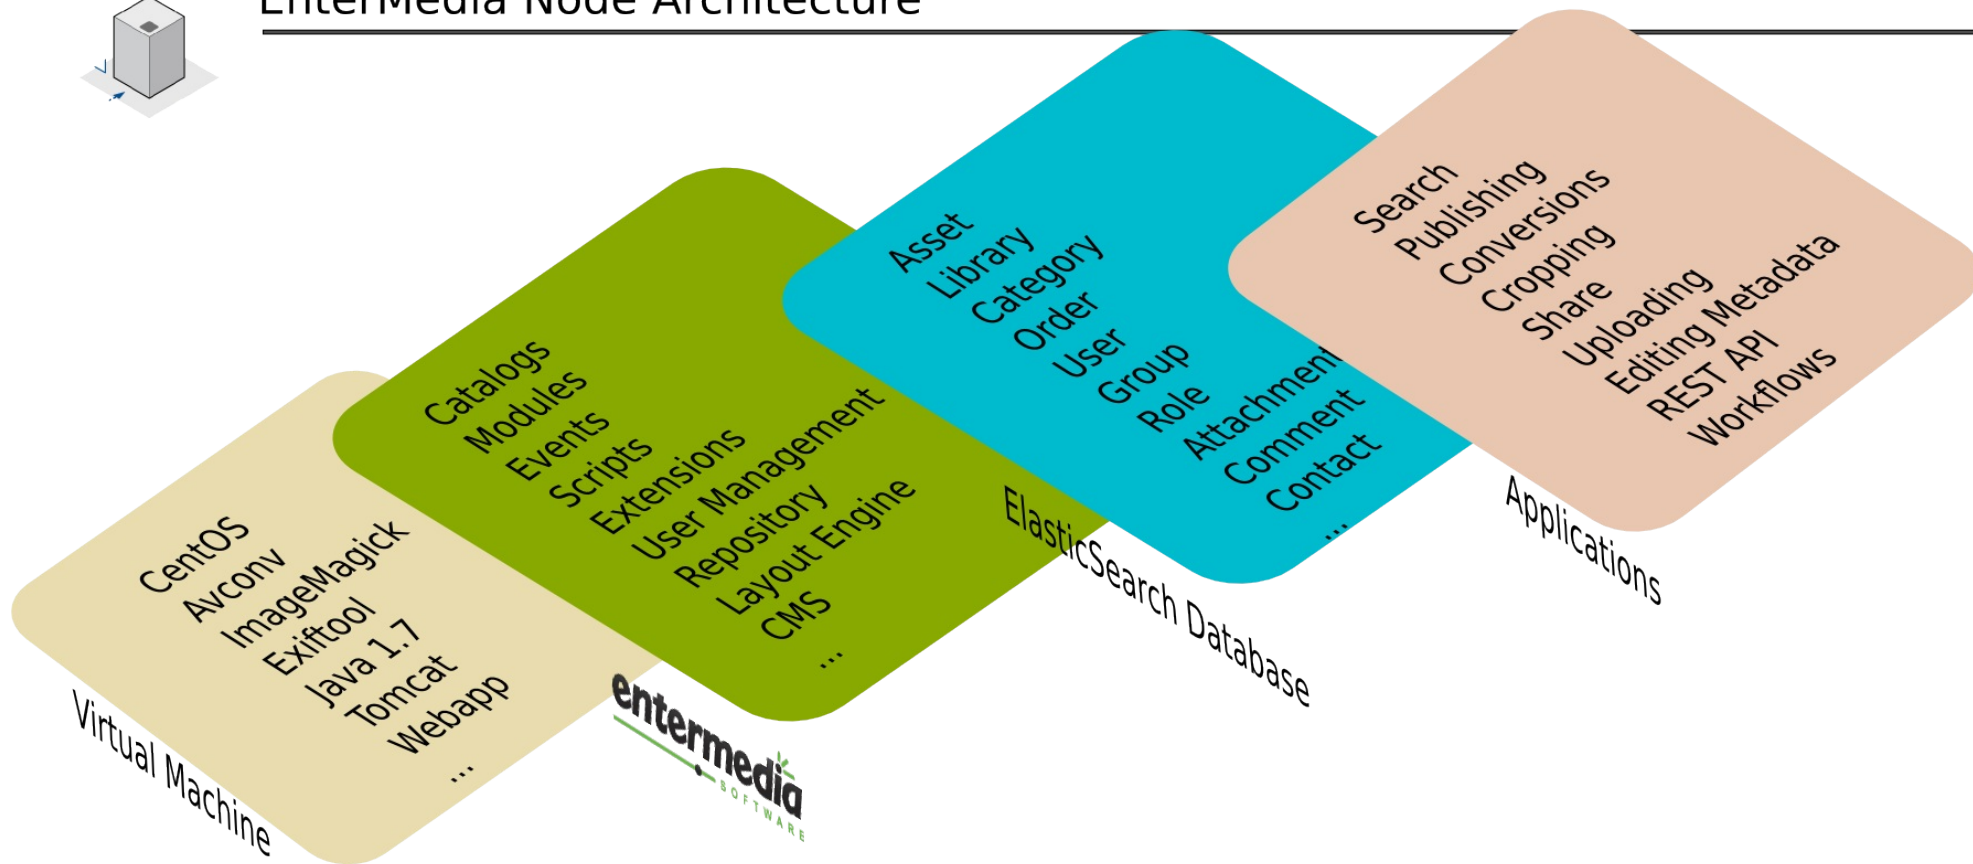 EnterMedia Node Architecture
CentOS
Avconv
ImageMagick
Exiftool
Java 1.7
Tomcat
Webapp
...
Virtual Machine
Catalogs
Modules
Events
Scripts
Extensions
User Management
Repository
Layout Engine
CMS
...
entermedia
SOFTWARE
Asset
Library
Category
Order
User
Group
Role
Attachment
Comment
Contact
...
ElasticSearch Database
Search
Publishing
Conversions
Cropping
Share
Uploading
Editing Metadata
REST API
Workflows
Applications